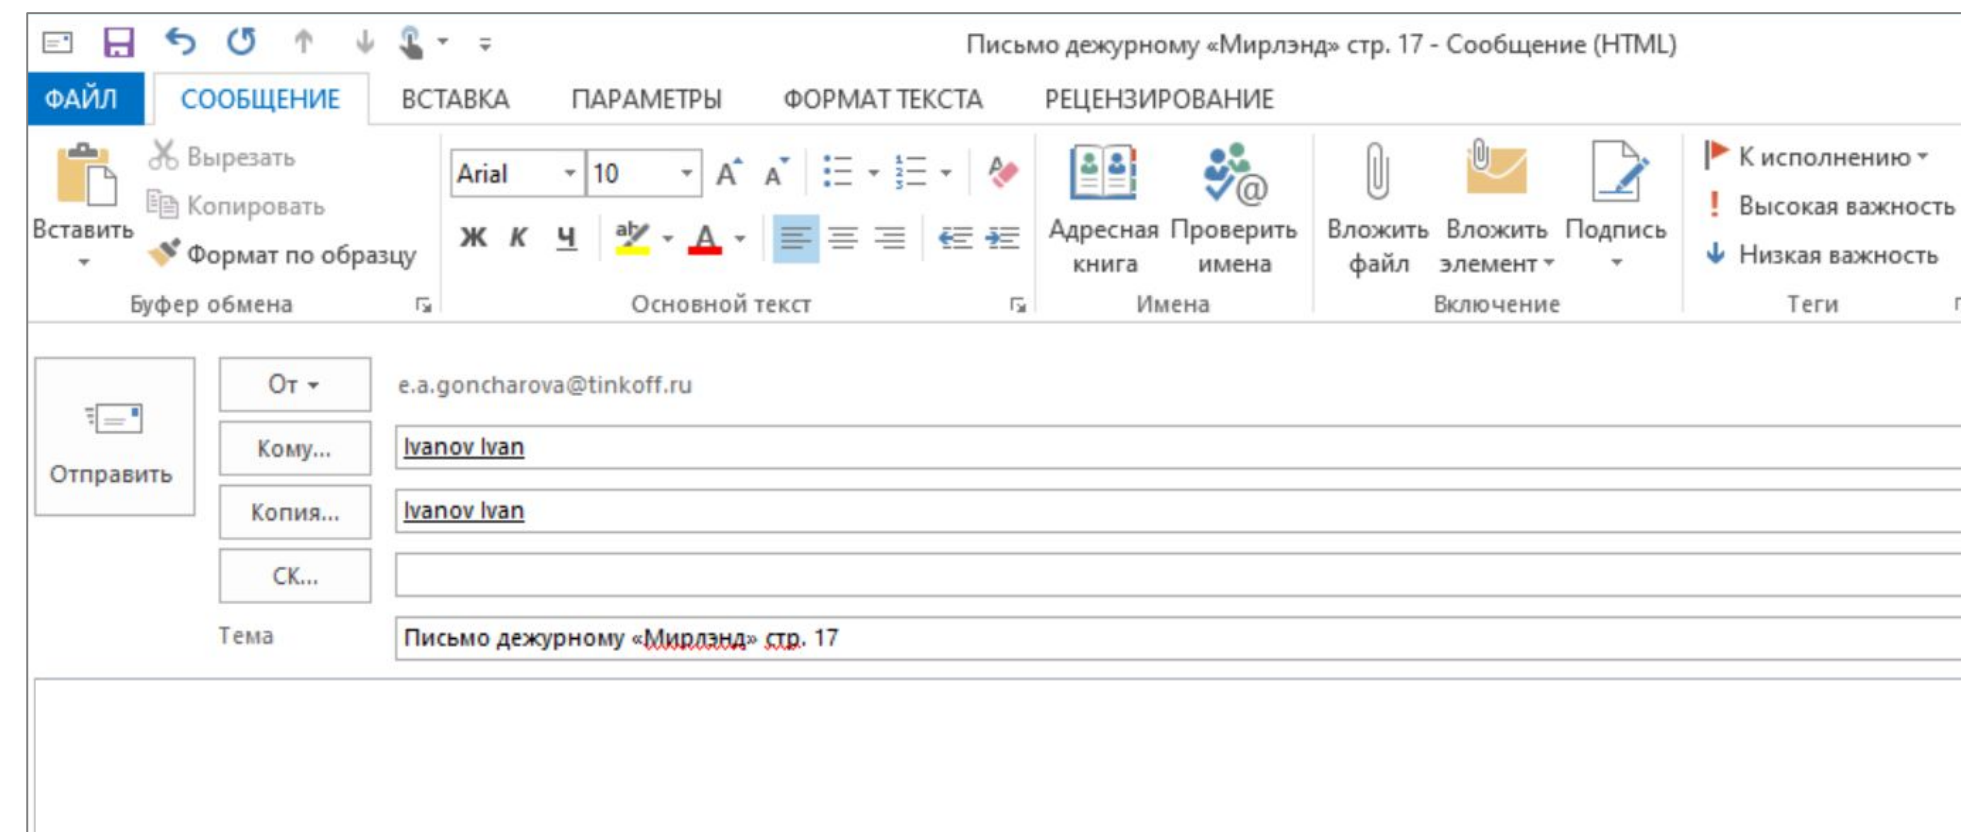 Письмо дежурному «Мирлэнд» стр. 17 - Сообщение (HTML)
ФАЙЛ СООБЩЕНИЕ ВСТАВКА ПАРАМЕТРЫ ФОРМАТ ТЕКСТА РЕЦЕНЗИРОВАНИЕ
Вставить
Вырезать
Копировать
Формат по образцу
Буфер обмена
Arial 10
Ж К Ч
Основной текст
Адресная книга
Проверить имена
Имена
Вложить файл
Вложить элемент
Подпись
Включение
К исполнению
Высокая важность
Низкая важность
Теги
Отправить
От e.a.goncharova@tinkoff.ru
Кому... Ivanov Ivan
Копия... Ivanov Ivan
СК...
Тема Письмо дежурному «Мирлэнд» стр. 17